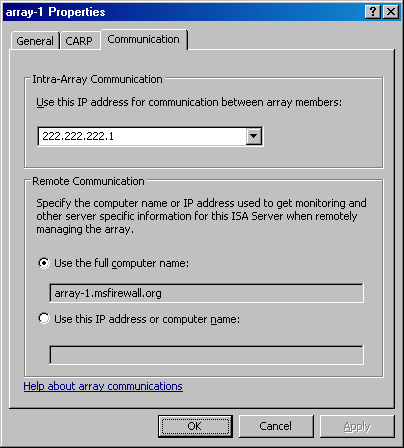 array-1 Properties
General
CARP
Communication
Intra-Array Communication
Use this IP address for communication between array members:
222.222.222.1
Remote Communication
Specify the computer name or IP address used to get monitoring and
other server specific information for this ISA Server when remotely
managing the array.
Use the full computer name:
array-1.msfirewall.org
Use this IP address or computer name:
Help about array communications
OK
Cancel
Apply